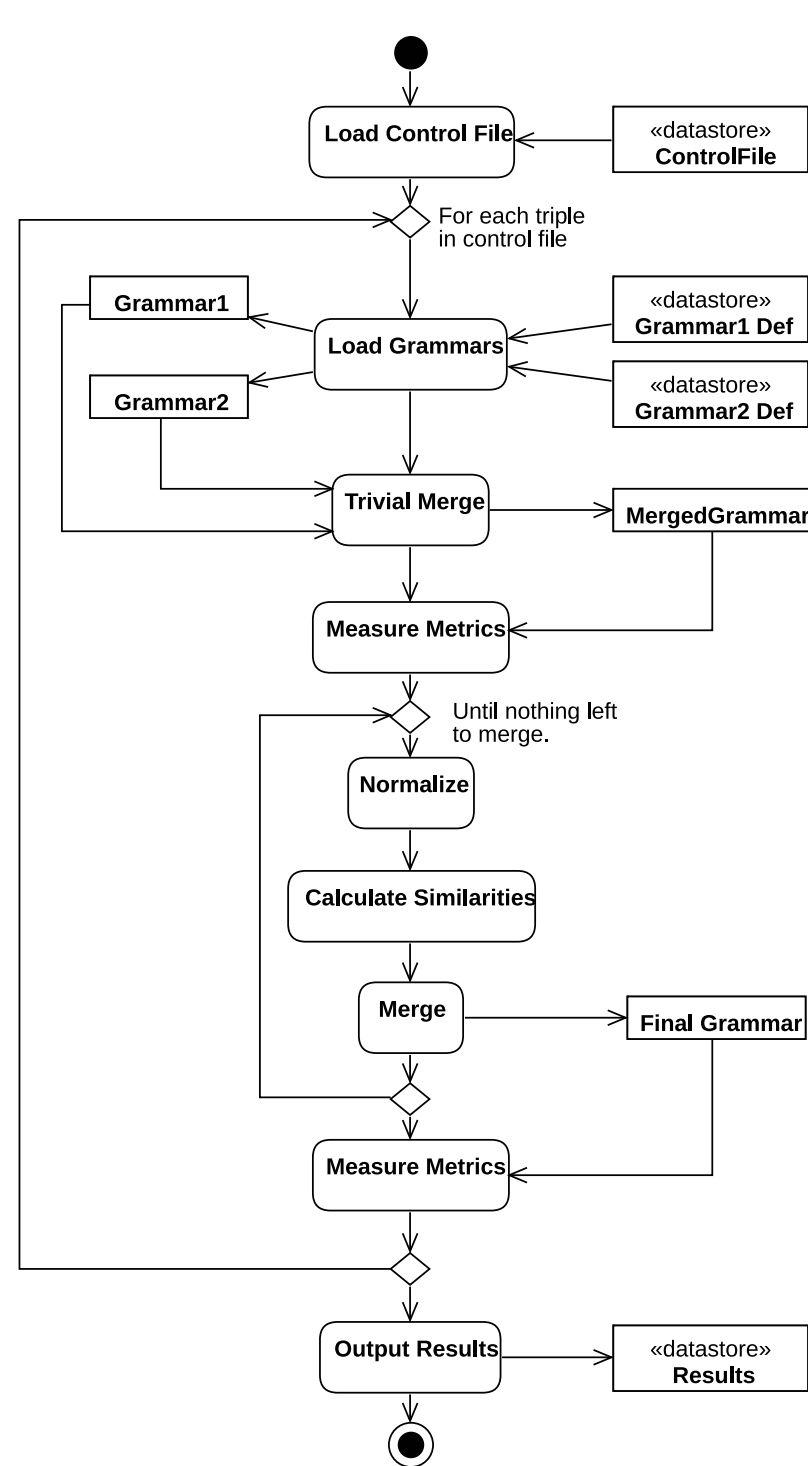 Load Control File
«datastore»
ControlFile
For each triple
in control file
Grammar1
«datastore»
Grammar1 Def
Load Grammars
Grammar2
«datastore»
Grammar2 Def
Trivial Merge
MergedGrammar
Measure Metrics
Until nothing left
to merge.
Normalize
Calculate Similarities
Merge
Final Grammar
Measure Metrics
Output Results
«datastore»
Results